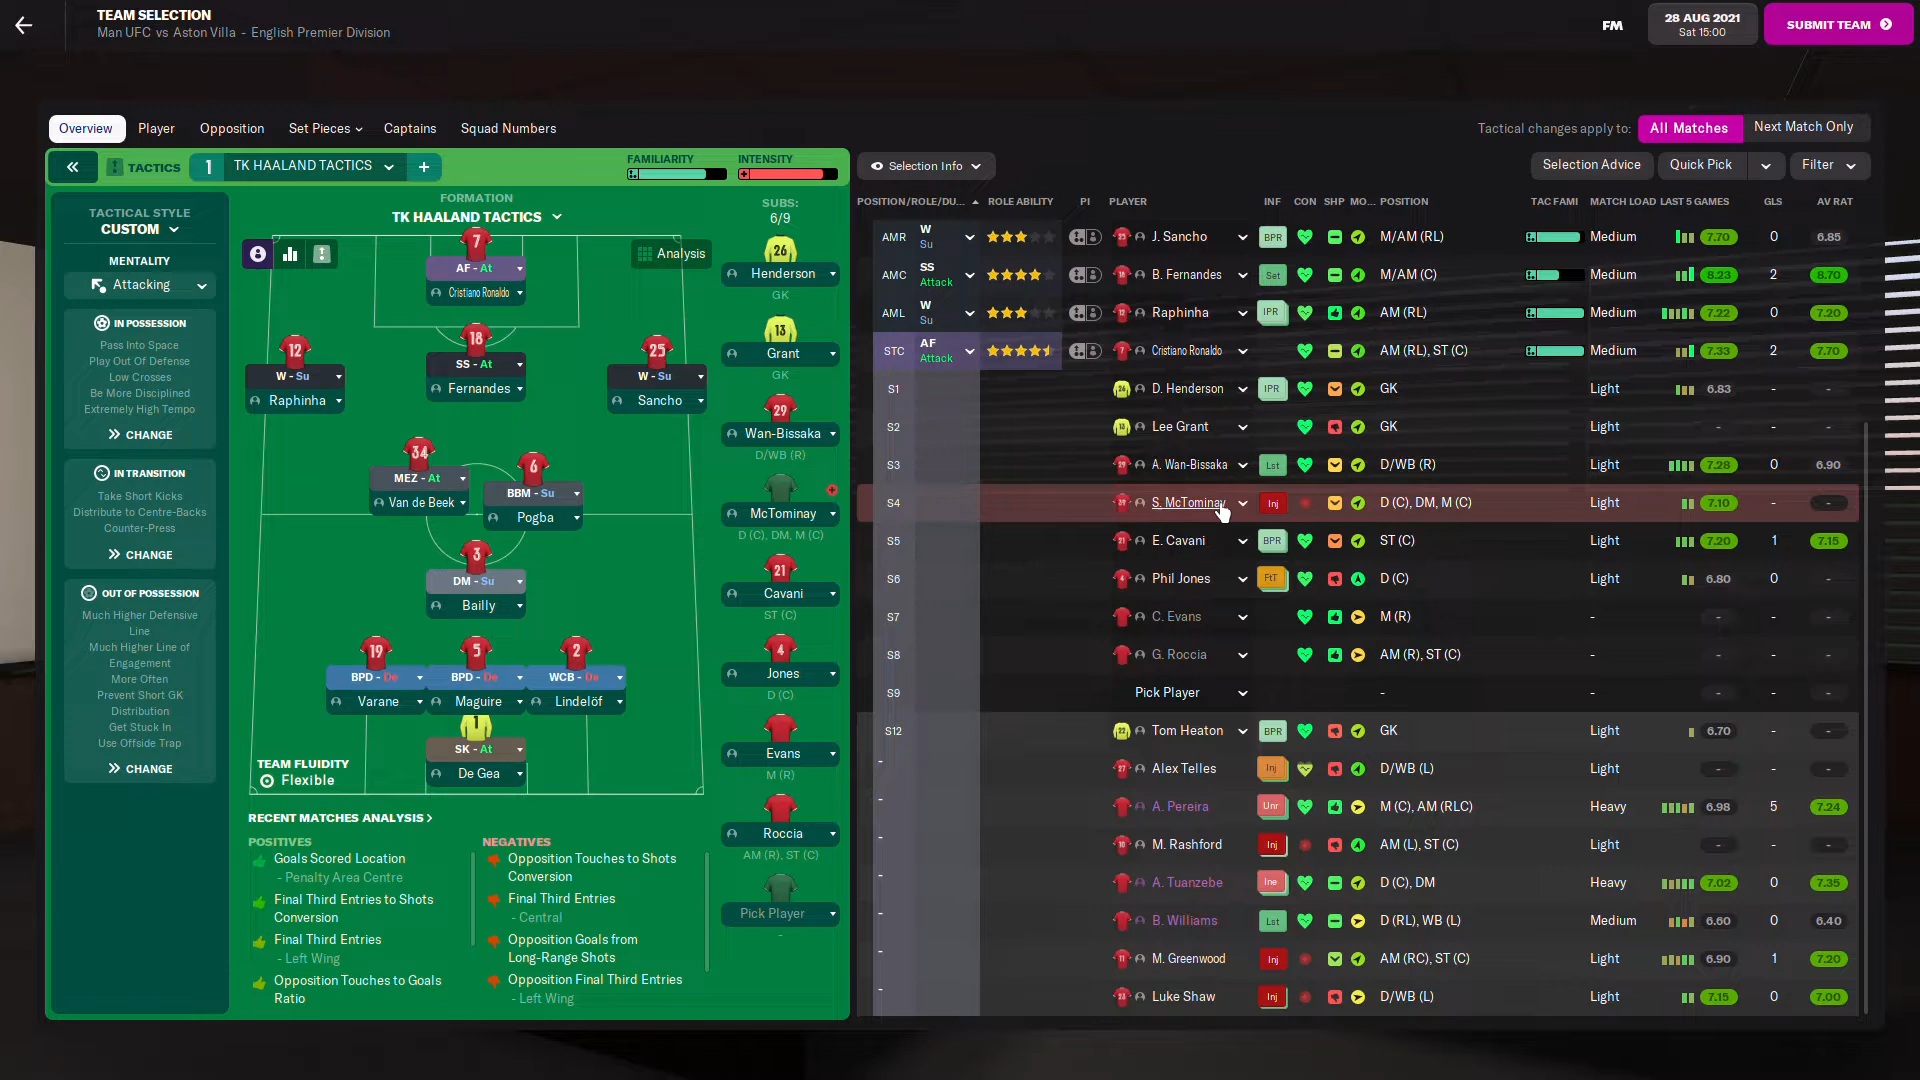 TEAM SELECTION
Man UFC vs Aston Villa - English Premier Division
FM
28 AUG 2021
Sat 15:00
SUBMIT TEAM
Overview
Player
Opposition
Set Pieces
Captains
Squad Numbers
Tactical changes apply to:
All Matches
Next Match Only
TACTICS
1
TK HAALAND TACTICS
+
FAMILIARITY
INTENSITY
Selection Info
Selection Advice
Quick Pick
Filter
TACTICAL STYLE
CUSTOM
MENTALITY
Attacking
IN POSSESSION
Pass Into Space
Play Out Of Defense
Low Crosses
Be More Disciplined
Extremely High Tempo
CHANGE
IN TRANSITION
Take Short Kicks
Distribute to Centre-Backs
Counter-Press
CHANGE
OUT OF POSSESSION
Much Higher Defensive
Line
Much Higher Line of
Engagement
More Often
Prevent Short GK
Distribution
Get Stuck In
Use Offside Trap
CHANGE
FORMATION
TK HAALAND TACTICS
Analysis
7
AF - At
Cristiano Ronaldo
12
W - Su
Raphinha
18
SS - At
Fernandes
25
W - Su
Sancho
34
MEZ - At
Van de Beek
6
BBM - Su
Pogba
3
DM - Su
Bailly
19
BPD - De
Varane
5
BPD - De
Maguire
2
WCB - De
Lindelöf
1
SK - At
De Gea
TEAM FLUIDITY
Flexible
SUBS:
6/9
26
Henderson
GK
13
Grant
GK
29
Wan-Bissaka
D/WB (R)
McTominay
D (C), DM, M (C)
21
Cavani
ST (C)
4
Jones
D (C)
Evans
M (R)
Roccia
AM (R), ST (C)
Pick Player
-
RECENT MATCHES ANALYSIS
POSITIVES
Goals Scored Location
- Penalty Area Centre
Final Third Entries to Shots
Conversion
Final Third Entries
- Left Wing
Opposition Touches to Goals
Ratio
NEGATIVES
Opposition Touches to Shots
Conversion
Final Third Entries
- Central
Opposition Goals from
Long-Range Shots
Opposition Final Third Entries
- Left Wing
POSITION/ROLE/DU... ROLE ABILITY PI PLAYER INF CON SHP MO... POSITION TAC FAMI MATCH LOAD LAST 5 GAMES GLS AV RAT
AMR W Su J. Sancho BPR M/AM (RL) Medium 7.70 0 6.85
AMC SS Attack B. Fernandes Set M/AM (C) Medium 8.23 2 8.70
AML W Su Raphinha IPR AM (RL) Medium 7.22 0 7.20
STC AF Attack Cristiano Ronaldo AM (RL), ST (C) Medium 7.33 2 7.70
S1 D. Henderson IPR GK Light 6.83 - -
S2 Lee Grant GK Light - - -
S3 A. Wan-Bissaka Lst D/WB (R) Light 7.28 0 6.90
S4 S. McTominay Inj D (C), DM, M (C) Light 7.10 - -
S5 E. Cavani BPR ST (C) Light 7.20 1 7.15
S6 Phil Jones FtT D (C) Light 6.80 0 -
S7 C. Evans M (R) - - - -
S8 G. Roccia AM (R), ST (C) - - - -
S9 Pick Player - - - - -
S12 Tom Heaton BPR GK Light 6.70 - -
- Alex Telles Inj D/WB (L) Light - - -
- A. Pereira Unr M (C), AM (RLC) Heavy 6.98 5 7.24
- M. Rashford Inj AM (L), ST (C) Light - - -
- A. Tuanzebe Ine D (C), DM Heavy 7.02 0 7.35
- B. Williams Lst D (RL), WB (L) Medium 6.60 0 6.40
- M. Greenwood Inj AM (RC), ST (C) Light 6.90 1 7.20
- Luke Shaw Inj D/WB (L) Light 7.15 0 7.00